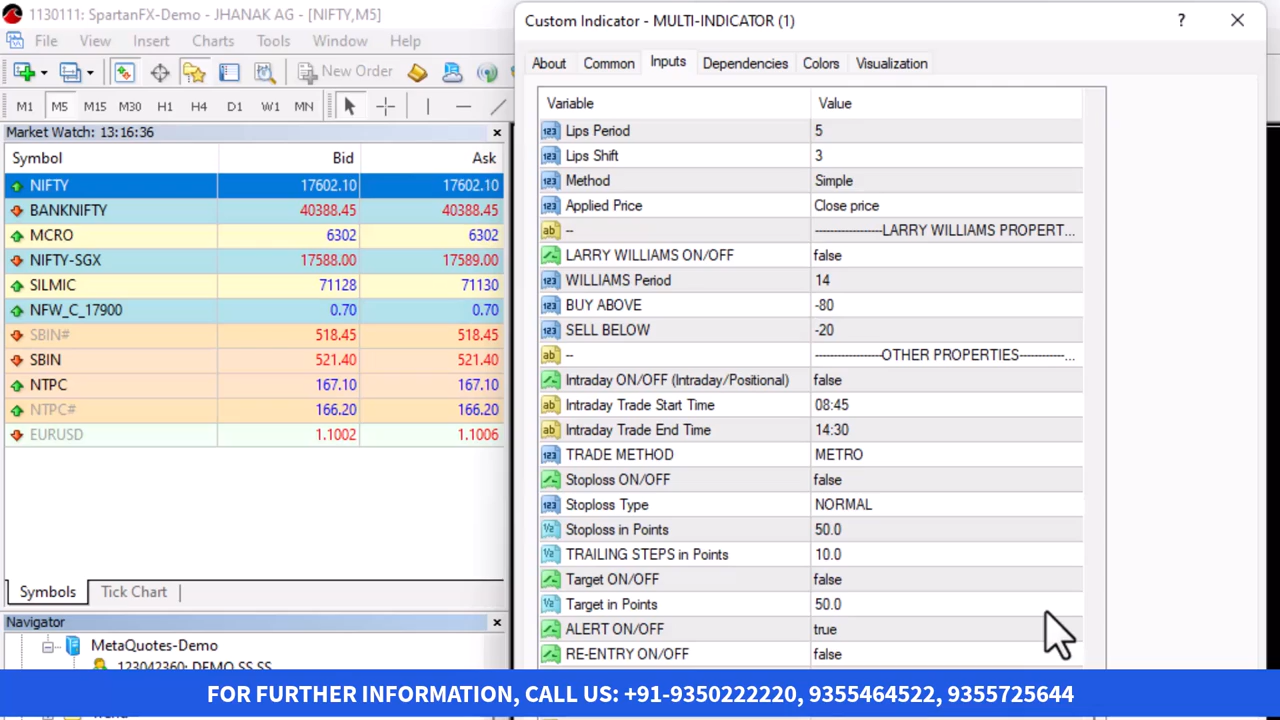 1130111: SpartanFX-Demo - JHANAK AG - [NIFTY,M5]
File View Insert Charts Tools Window Help
New Order
M1 M5 M15 M30 H1 H4 D1 W1 MN
Market Watch: 13:16:36
Symbol Bid Ask
NIFTY 17602.10 17602.10
BANKNIFTY 40388.45 40388.45
MCRO 6302 6302
NIFTY-SGX 17588.00 17589.00
SILMIC 71128 71130
NFW_C_17900 0.70 0.70
SBIN# 518.45 518.45
SBIN 521.40 521.40
NTPC 167.10 167.10
NTPC# 166.20 166.20
EURUSD 1.1002 1.1006
Symbols Tick Chart
Navigator
MetaQuotes-Demo
123042360: DEMO SS SS
Custom Indicator - MULTI-INDICATOR (1)
About Common Inputs Dependencies Colors Visualization
Variable Value
Lips Period 5
Lips Shift 3
Method Simple
Applied Price Close price
-- ------------------LARRY WILLIAMS PROPERT...
LARRY WILLIAMS ON/OFF false
WILLIAMS Period 14
BUY ABOVE -80
SELL BELOW -20
-- ------------------OTHER PROPERTIES------------...
Intraday ON/OFF (Intraday/Positional) false
Intraday Trade Start Time 08:45
Intraday Trade End Time 14:30
TRADE METHOD METRO
Stoploss ON/OFF false
Stoploss Type NORMAL
Stoploss in Points 50.0
TRAILING STEPS in Points 10.0
Target ON/OFF false
Target in Points 50.0
ALERT ON/OFF true
RE-ENTRY ON/OFF false
FOR FURTHER INFORMATION, CALL US: +91-9350222220, 9355464522, 9355725644